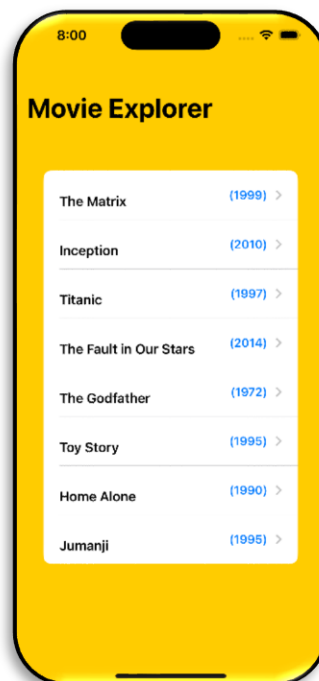 8:00
Movie Explorer
The Matrix (1999)
Inception (2010)
Titanic (1997)
The Fault in Our Stars (2014)
The Godfather (1972)
Toy Story (1995)
Home Alone (1990)
Jumanji (1995)